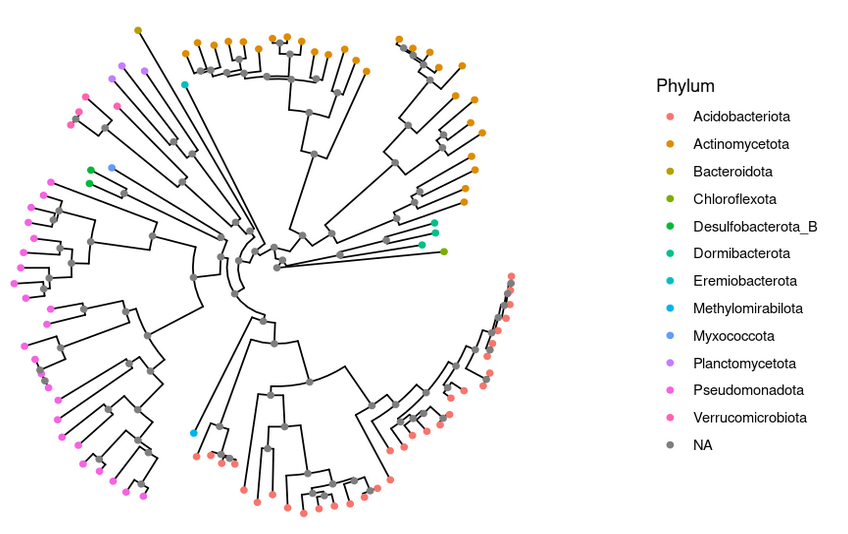 Phylum
Acidobacteriota
Actinomycetota
Bacteroidota
Chloroflexota
Desulfobacterota_B
Dormibacterota
Eremiobacterota
Methylomirabilota
Myxococcota
Planctomycetota
Pseudomonadota
Verrucomicrobiota
NA